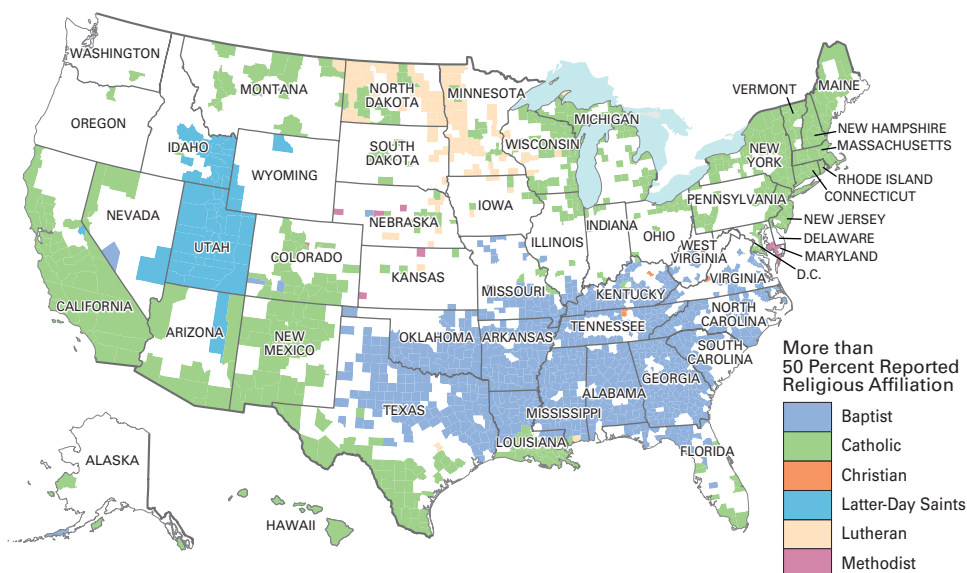 WASHINGTON
OREGON
IDAHO
MONTANA
NORTH
DAKOTA
MINNESOTA
SOUTH
DAKOTA
WISCONSIN
MICHIGAN
VERMONT
MAINE
NEW
YORK
NEW HAMPSHIRE
MASSACHUSETTS
RHODE ISLAND
CONNECTICUT
NEW JERSEY
DELAWARE
MARYLAND
D.C.
PENNSYLVANIA
WYOMING
NEVADA
UTAH
COLORADO
NEBRASKA
IOWA
KANSAS
ILLINOIS
INDIANA
OHIO
WEST
VIRGINIA
VIRGINIA
CALIFORNIA
ARIZONA
NEW
MEXICO
MISSOURI
KENTUCKY
TENNESSEE
NORTH
CAROLINA
SOUTH
CAROLINA
OKLAHOMA
ARKANSAS
TEXAS
LOUISIANA
MISSISSIPPI
ALABAMA
GEORGIA
FLORIDA
ALASKA
HAWAII
More than
50 Percent Reported
Religious Affiliation
Baptist
Catholic
Christian
Latter-Day Saints
Lutheran
Methodist